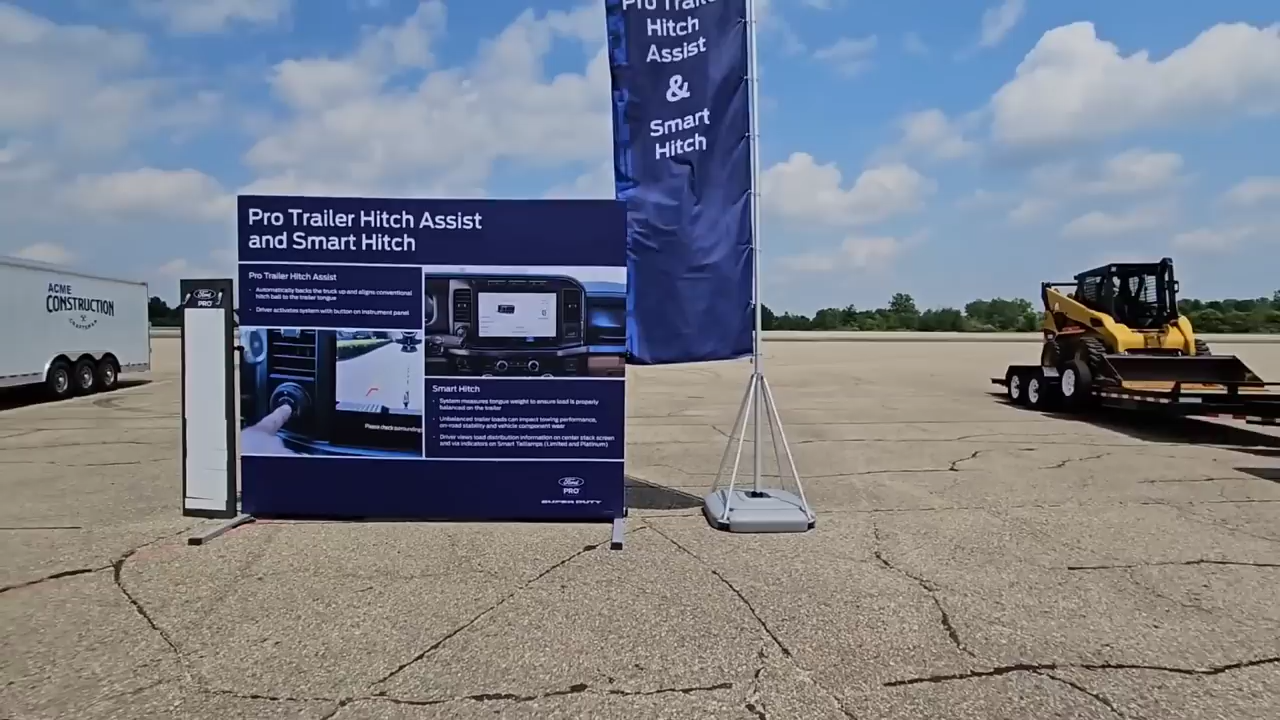 Pro Trailer
Hitch
Assist
&
Smart
Hitch
Pro Trailer Hitch Assist
and Smart Hitch
Pro Trailer Hitch Assist
• Automatically backs the truck up and aligns conventional
hitch ball to the trailer tongue
• Driver activates system with button on instrument panel
Please check surrounding
Smart Hitch
• System measures tongue weight to ensure load is properly
balanced on the trailer
• Unbalanced trailer loads can impact towing performance,
on-road stability and vehicle component wear
• Driver views load distribution information on center stack screen
and via indicators on Smart Taillamps (Limited and Platinum)
Ford
PRO
SUPER DUTY
Ford
PRO
ACME
CONSTRUCTION